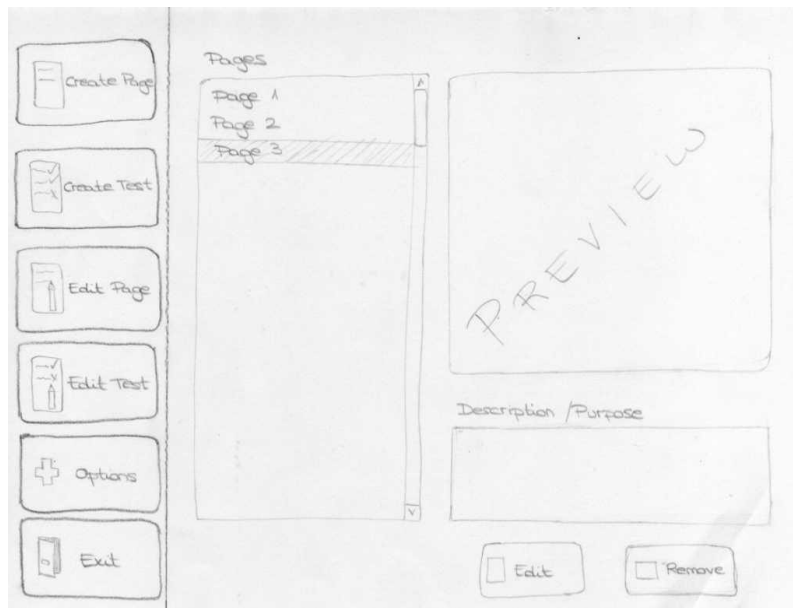 Create Page
Create Test
Edit Page
Edit Test
Options
Exit
Pages
Page 1
Page 2
Page 3
PREVIEW
Description /Purpose
Edit
Remove